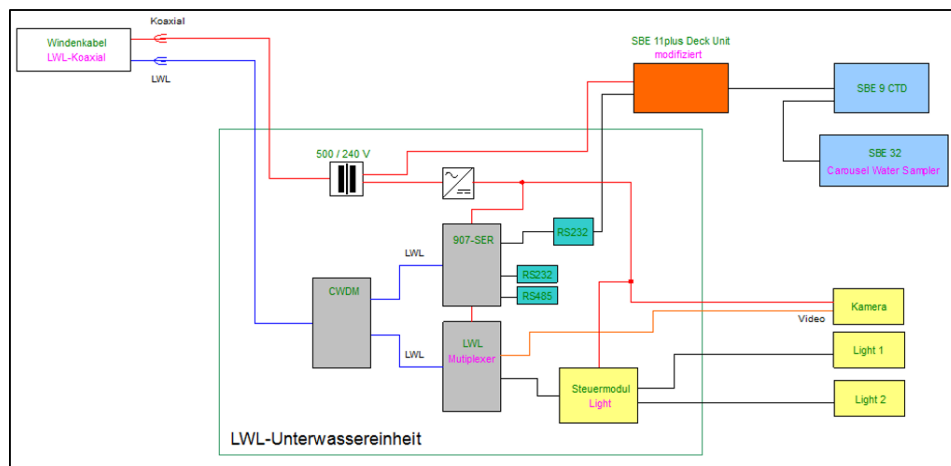 Koaxial
Windenkabel
LWL-Koaxial
LWL
SBE 11plus Deck Unit
modifiziert
SBE 9 CTD
SBE 32
Carousel Water Sampler
500 / 240 V
907-SER
RS232
LWL
RS232
RS485
CWDM
LWL
LWL
Mutiplexer
Video
Kamera
Light 1
Steuermodul
Light
Light 2
LWL-Unterwassereinheit